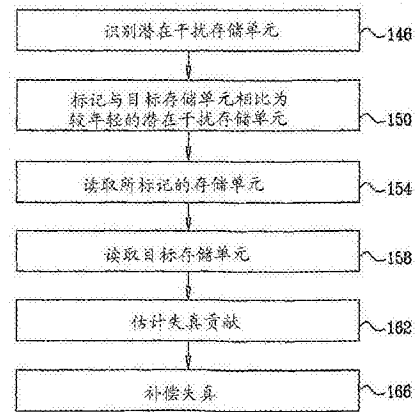 识别潜在干扰存储单元
146
标记与目标存储单元相比为
较年轻的潜在干扰存储单元
150
读取所标记的存储单元
154
读取目标存储单元
158
估计失真贡献
162
补偿失真
166